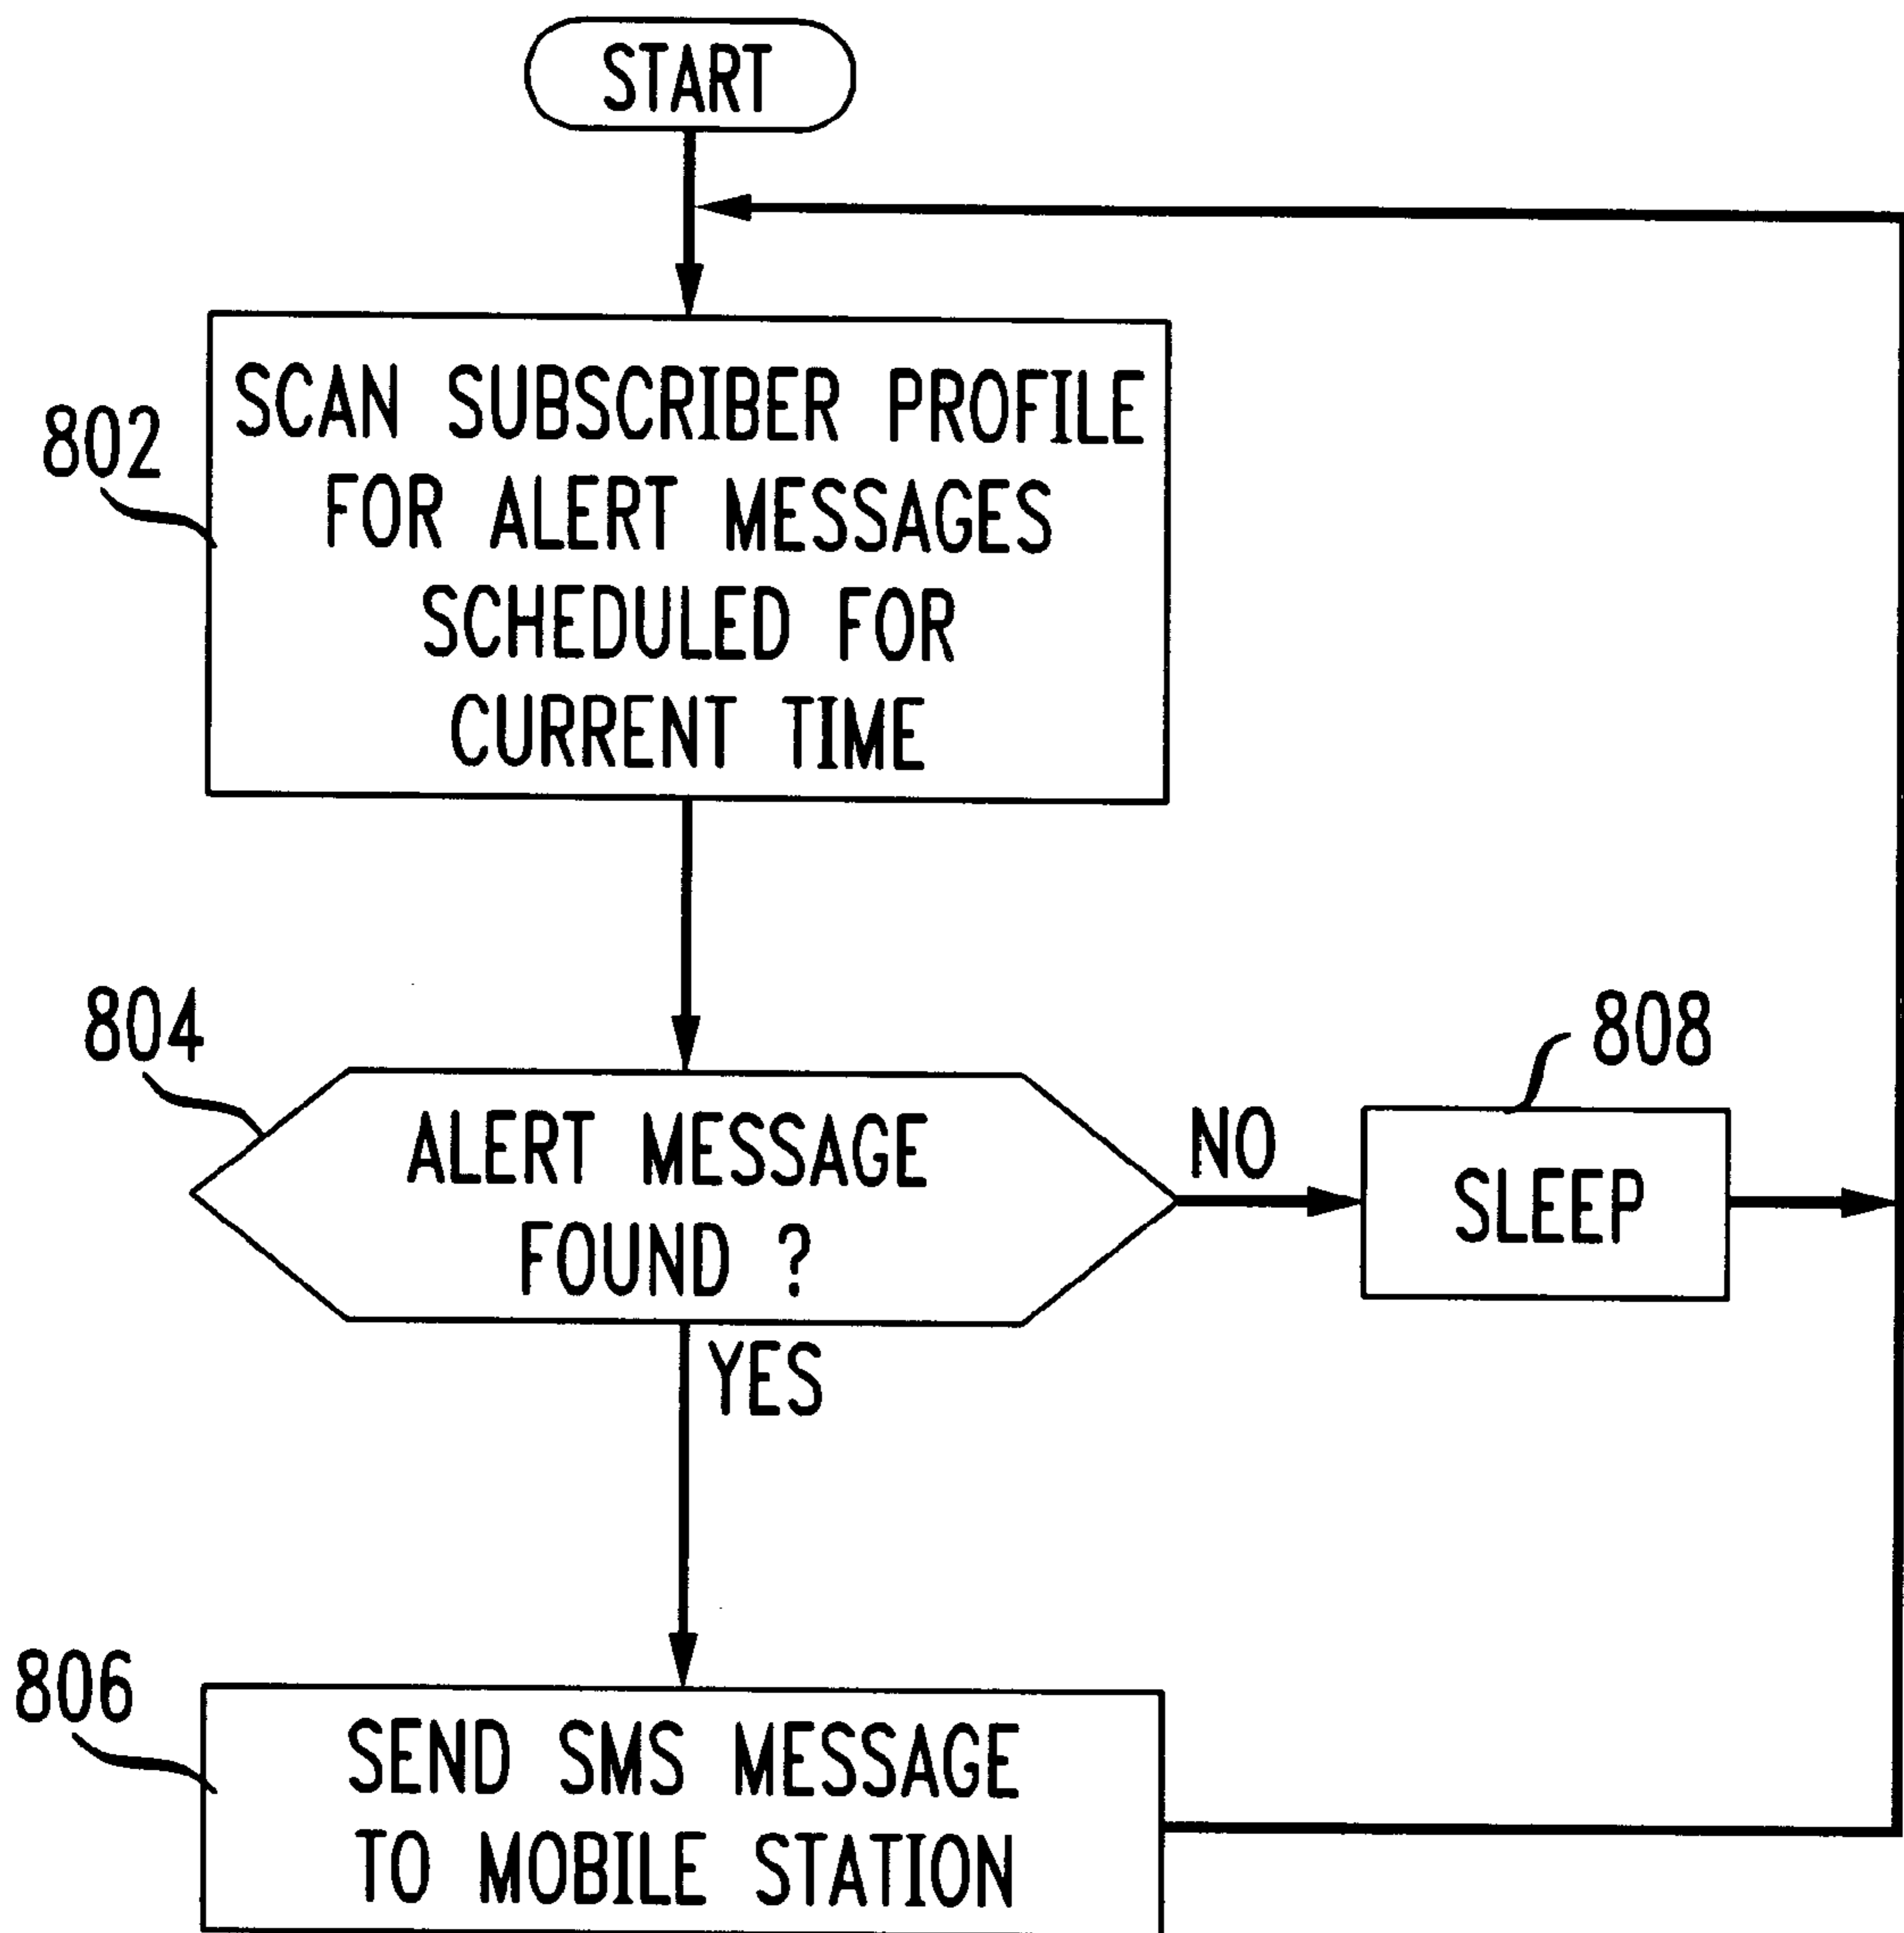 START
802
SCAN SUBSCRIBER PROFILE
FOR ALERT MESSAGES
SCHEDULED FOR
CURRENT TIME
804
ALERT MESSAGE
FOUND ?
NO
808
SLEEP
YES
806
SEND SMS MESSAGE
TO MOBILE STATION